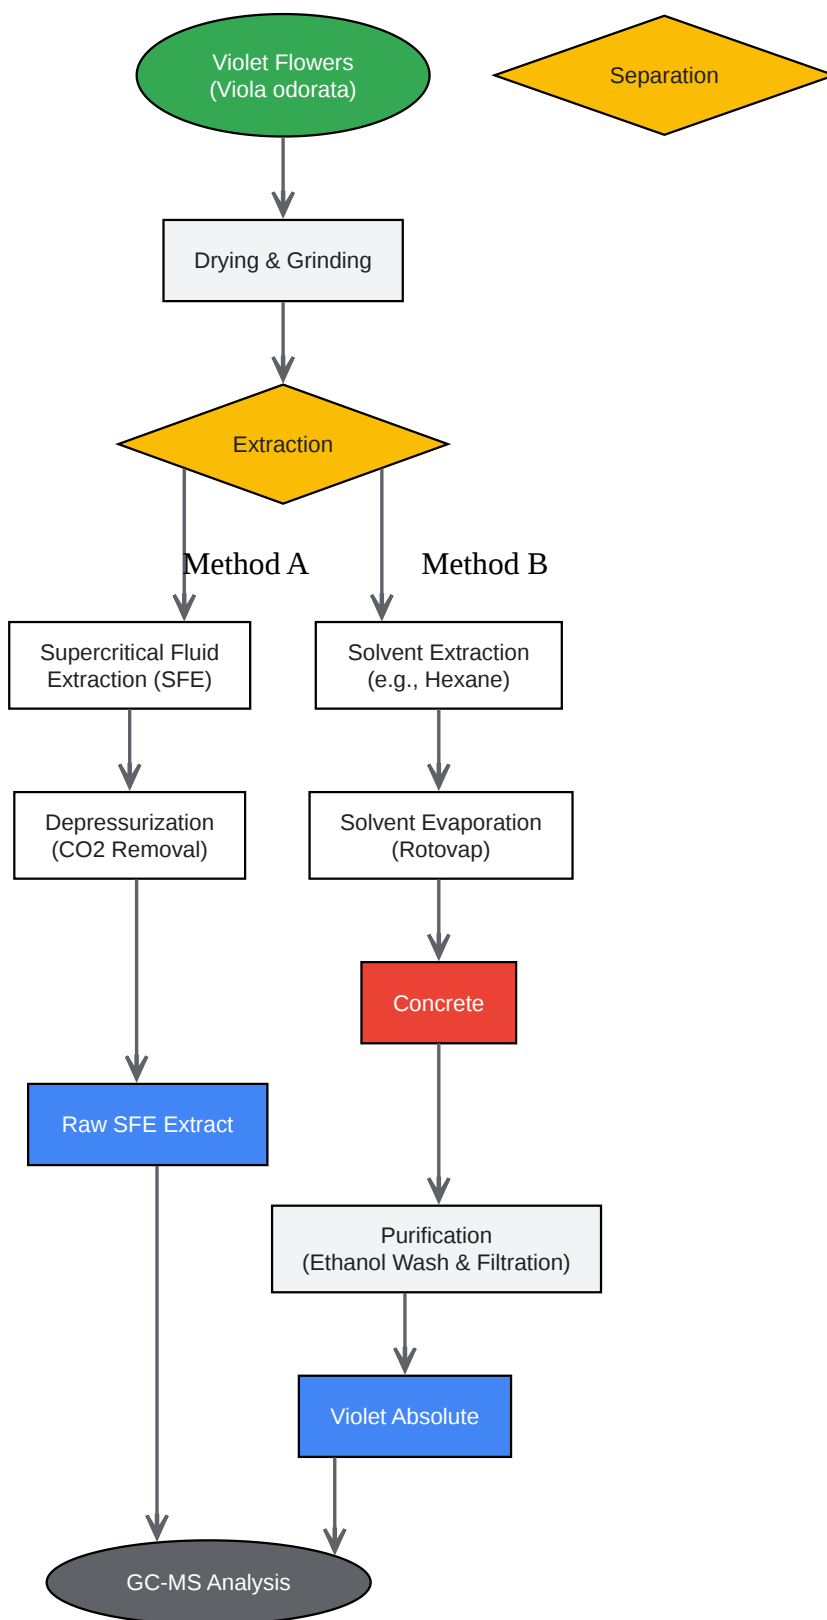 Violet Flowers
(Viola odorata)
Separation
Drying & Grinding
Extraction
Method A
Method B
Supercritical Fluid
Extraction (SFE)
Solvent Extraction
(e.g., Hexane)
Depressurization
(CO2 Removal)
Solvent Evaporation
(Rotovap)
Concrete
Raw SFE Extract
Purification
(Ethanol Wash & Filtration)
Violet Absolute
GC-MS Analysis